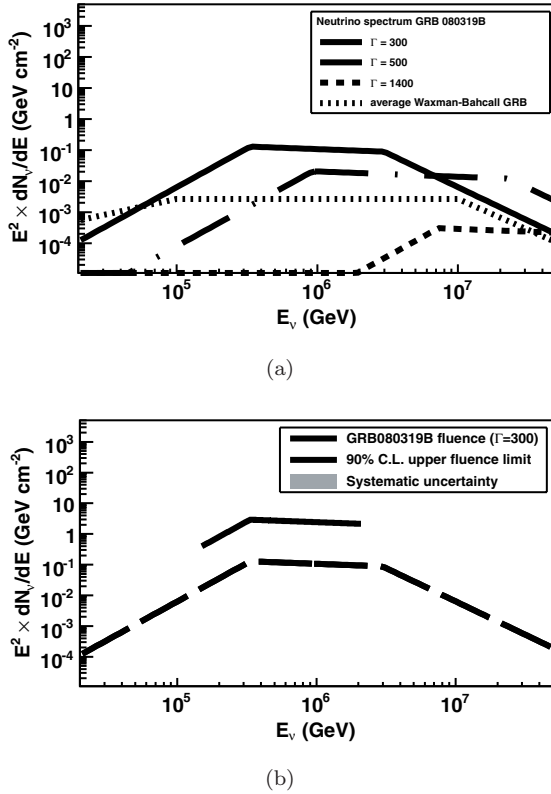 Neutrino spectrum GRB 080319B
Γ = 300
Γ = 500
Γ = 1400
average Waxman-Bahcall GRB
E² × dNν/dE (GeV cm⁻²)
10³
10²
10
1
10⁻¹
10⁻²
10⁻³
10⁻⁴
10⁵
10⁶
10⁷
Eν (GeV)
(a)
GRB080319B fluence (Γ=300)
90% C.L. upper fluence limit
Systematic uncertainty
E² × dNν/dE (GeV cm⁻²)
10³
10²
10
1
10⁻¹
10⁻²
10⁻³
10⁻⁴
10⁵
10⁶
10⁷
Eν (GeV)
(b)